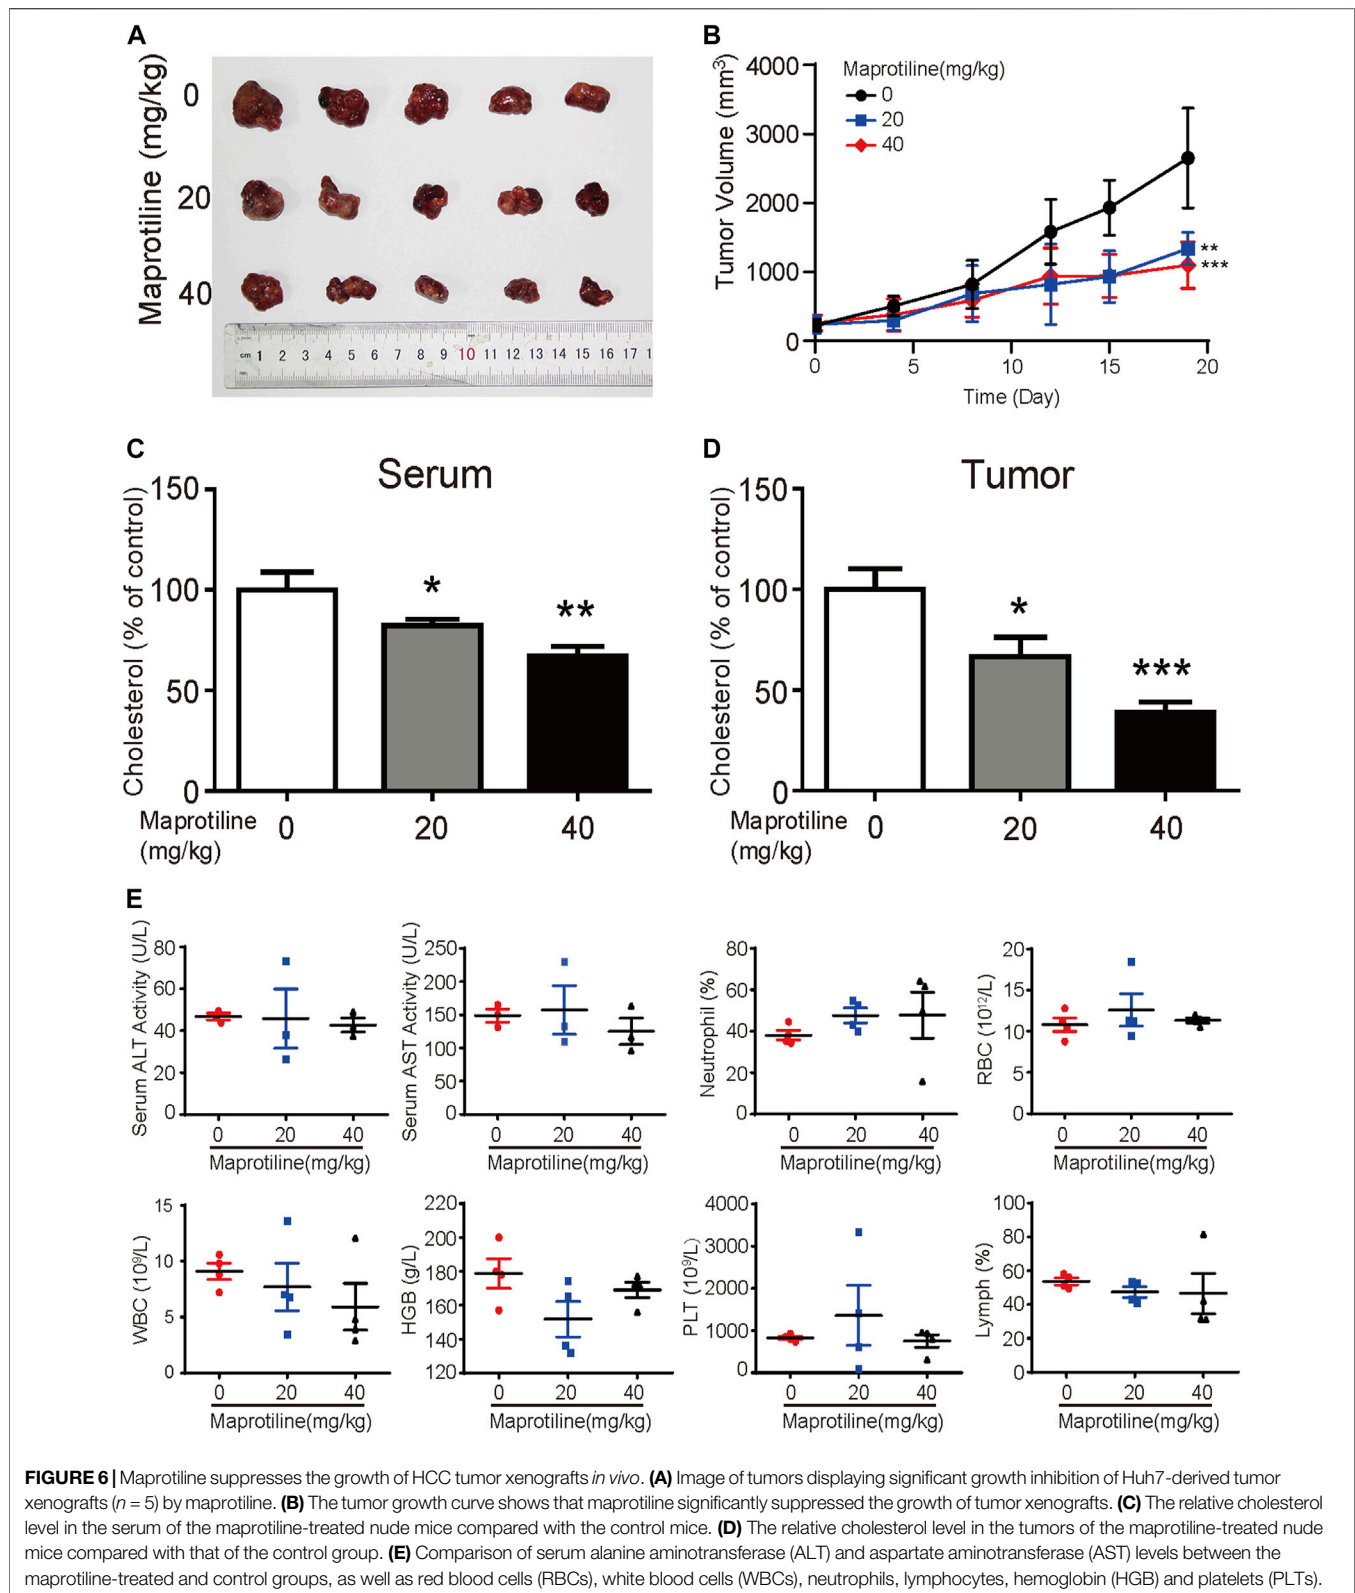 A
Maprotiline (mg/kg)
0
20
40
cm 1 2 3 4 5 6 7 8 9 10 11 12 13 14 15 16 17
B
Tumor Volume (mm³)
4000
3000
2000
1000
0
Maprotiline(mg/kg)
0
20
40
**
***
0 5 10 15 20
Time (Day)
C
Serum
Cholesterol (% of control)
150
100
50
0
*
**
Maprotiline (mg/kg)
0 20 40
D
Tumor
Cholesterol (% of control)
150
100
50
0
*
***
Maprotiline (mg/kg)
0 20 40
E
Serum ALT Activity (U/L)
80
60
40
20
0
0 20 40
Maprotiline(mg/kg)
Serum AST Activity (U/L)
250
200
150
100
50
0
0 20 40
Maprotiline(mg/kg)
Neutrophil (%)
80
60
40
20
0
0 20 40
Maprotiline(mg/kg)
RBC (10¹²/L)
20
15
10
5
0
0 20 40
Maprotiline(mg/kg)
WBC (10⁹/L)
15
10
5
0
0 20 40
Maprotiline(mg/kg)
HGB (g/L)
220
200
180
160
140
120
0 20 40
Maprotiline(mg/kg)
PLT (10⁹/L)
4000
3000
2000
1000
0
0 20 40
Maprotiline(mg/kg)
Lymph (%)
100
80
60
40
20
0
0 20 40
Maprotiline(mg/kg)
FIGURE 6 | Maprotiline suppresses the growth of HCC tumor xenografts in vivo. (A) Image of tumors displaying significant growth inhibition of Huh7-derived tumor
xenografts (n = 5) by maprotiline. (B) The tumor growth curve shows that maprotiline significantly suppressed the growth of tumor xenografts. (C) The relative cholesterol
level in the serum of the maprotiline-treated nude mice compared with the control mice. (D) The relative cholesterol level in the tumors of the maprotiline-treated nude
mice compared with that of the control group. (E) Comparison of serum alanine aminotransferase (ALT) and aspartate aminotransferase (AST) levels between the
maprotiline-treated and control groups, as well as red blood cells (RBCs), white blood cells (WBCs), neutrophils, lymphocytes, hemoglobin (HGB) and platelets (PLTs).